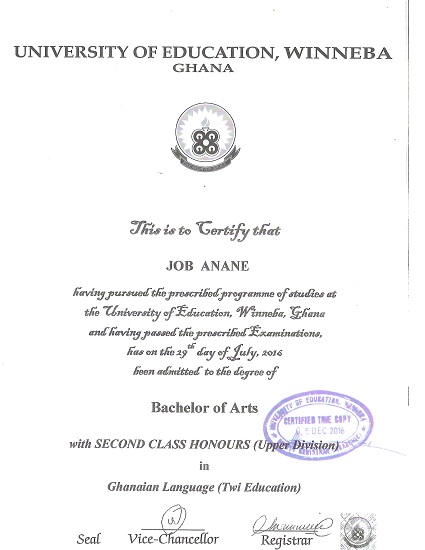 UNIVERSITY OF EDUCATION, WINNEBA
GHANA
This is to Certify that
JOB ANANE
having pursued the prescribed programme of studies at
the University of Education, Winneba, Ghana
and having passed the prescribed Examinations,
has on the 29th day of July, 2016
been admitted to the degree of
Bachelor of Arts
UNIVERSITY OF EDUCATION, WINNEBA
CERTIFIED TRUE COPY
DEC 2016
with SECOND CLASS HONOURS (Upper Division)
in
Ghanaian Language (Twi Education)
Seal Vice-Chancellor Registrar